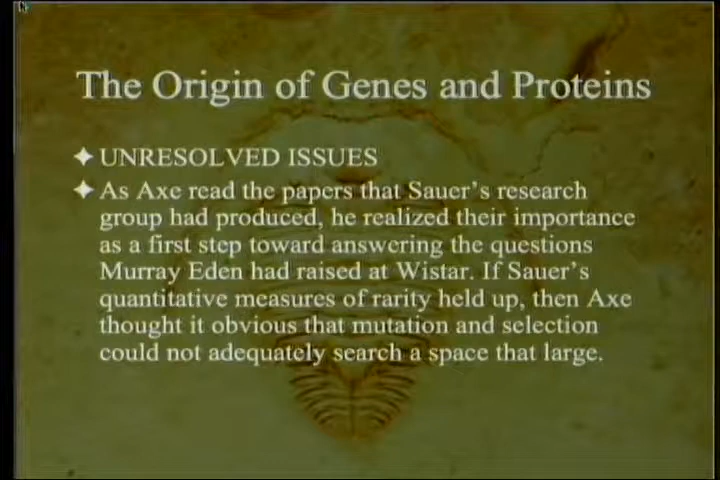 The Origin of Genes and Proteins
UNRESOLVED ISSUES
As Axe read the papers that Sauer's research
group had produced, he realized their importance
as a first step toward answering the questions
Murray Eden had raised at Wistar. If Sauer's
quantitative measures of rarity held up, then Axe
thought it obvious that mutation and selection
could not adequately search a space that large.